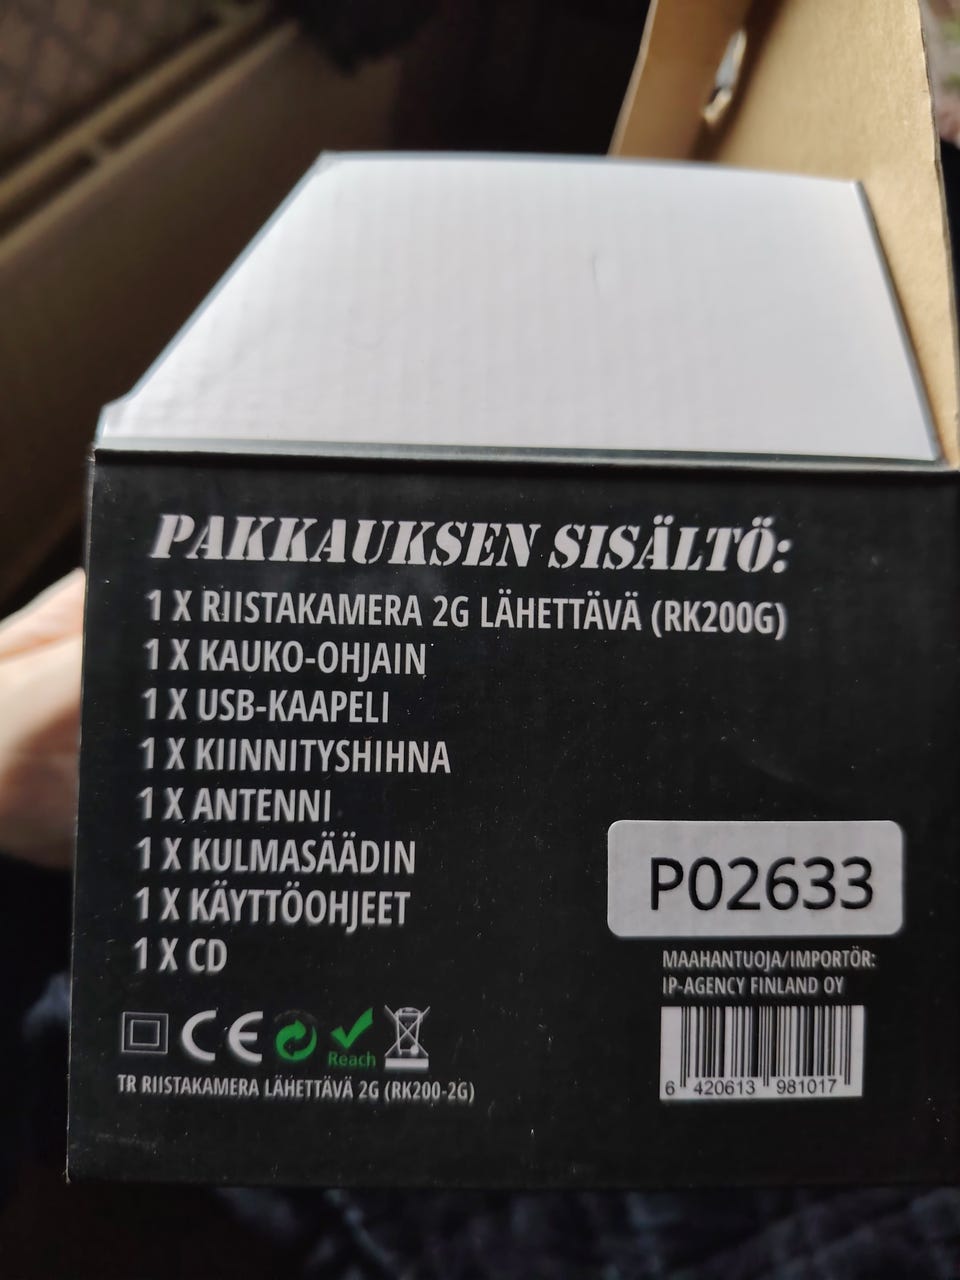 PAKKAUKSEN SISÄLTÖ:
1 X RIISTAKAMERA 2G LÄHETTÄVÄ (RK200G)
1 X KAUKO-OHJAIN
1 X USB-KAAPELI
1 X KIINNITYSHIHNA
1 X ANTENNI
1 X KULMASÄÄDIN
1 X KÄYTTÖOHJEET
1 X CD
P02633
MAAHANTUOJA/IMPORTÖR:
IP-AGENCY FINLAND OY
6 420613 981017
CE
Reach
TR RIISTAKAMERA LÄHETTÄVÄ 2G (RK200-2G)